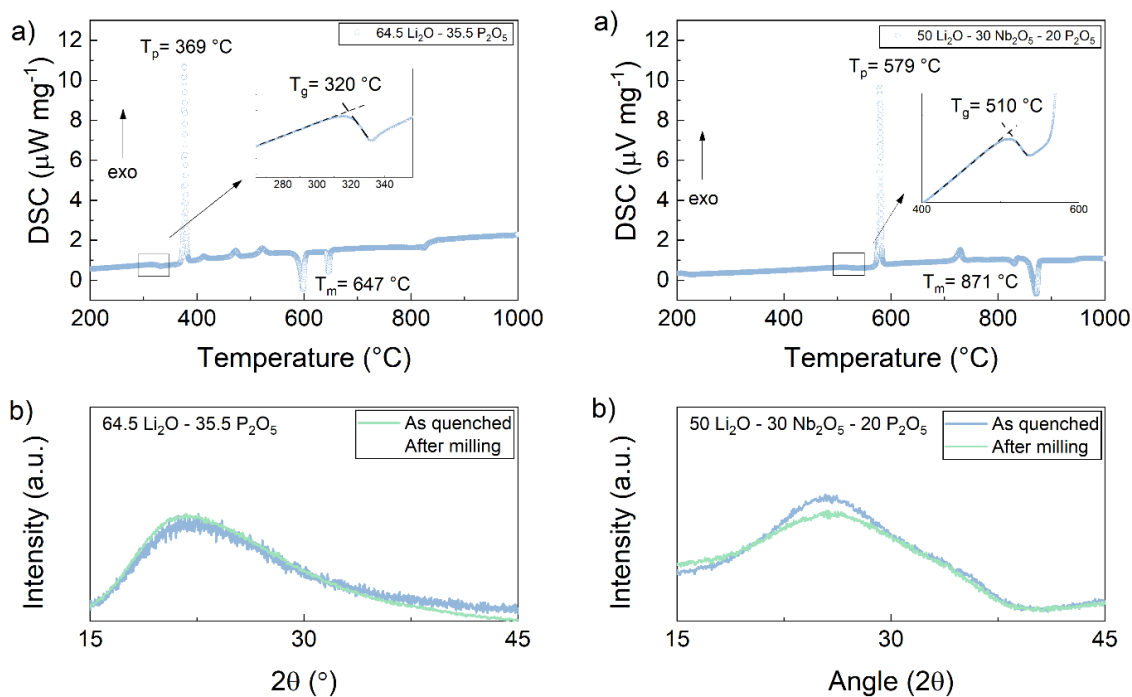 a)
64.5 Li₂O - 35.5 P₂O₅
Tₚ= 369 °C
T_g= 320 °C
exo
Tₘ= 647 °C
DSC (μW mg⁻¹)
12
10
8
6
4
2
0
260 280 300 320 340
200 400 600 800 1000
Temperature (°C)
a)
50 Li₂O - 30 Nb₂O₅ - 20 P₂O₅
Tₚ= 579 °C
T_g= 510 °C
exo
Tₘ= 871 °C
DSC (μV mg⁻¹)
12
10
8
6
4
2
0
400 600
200 400 600 800 1000
Temperature (°C)
b)
64.5 Li₂O - 35.5 P₂O₅
As quenched
After milling
Intensity (a.u.)
15 30 45
2θ (°)
b)
50 Li₂O - 30 Nb₂O₅ - 20 P₂O₅
As quenched
After milling
Intensity (a.u.)
15 30 45
Angle (2θ)